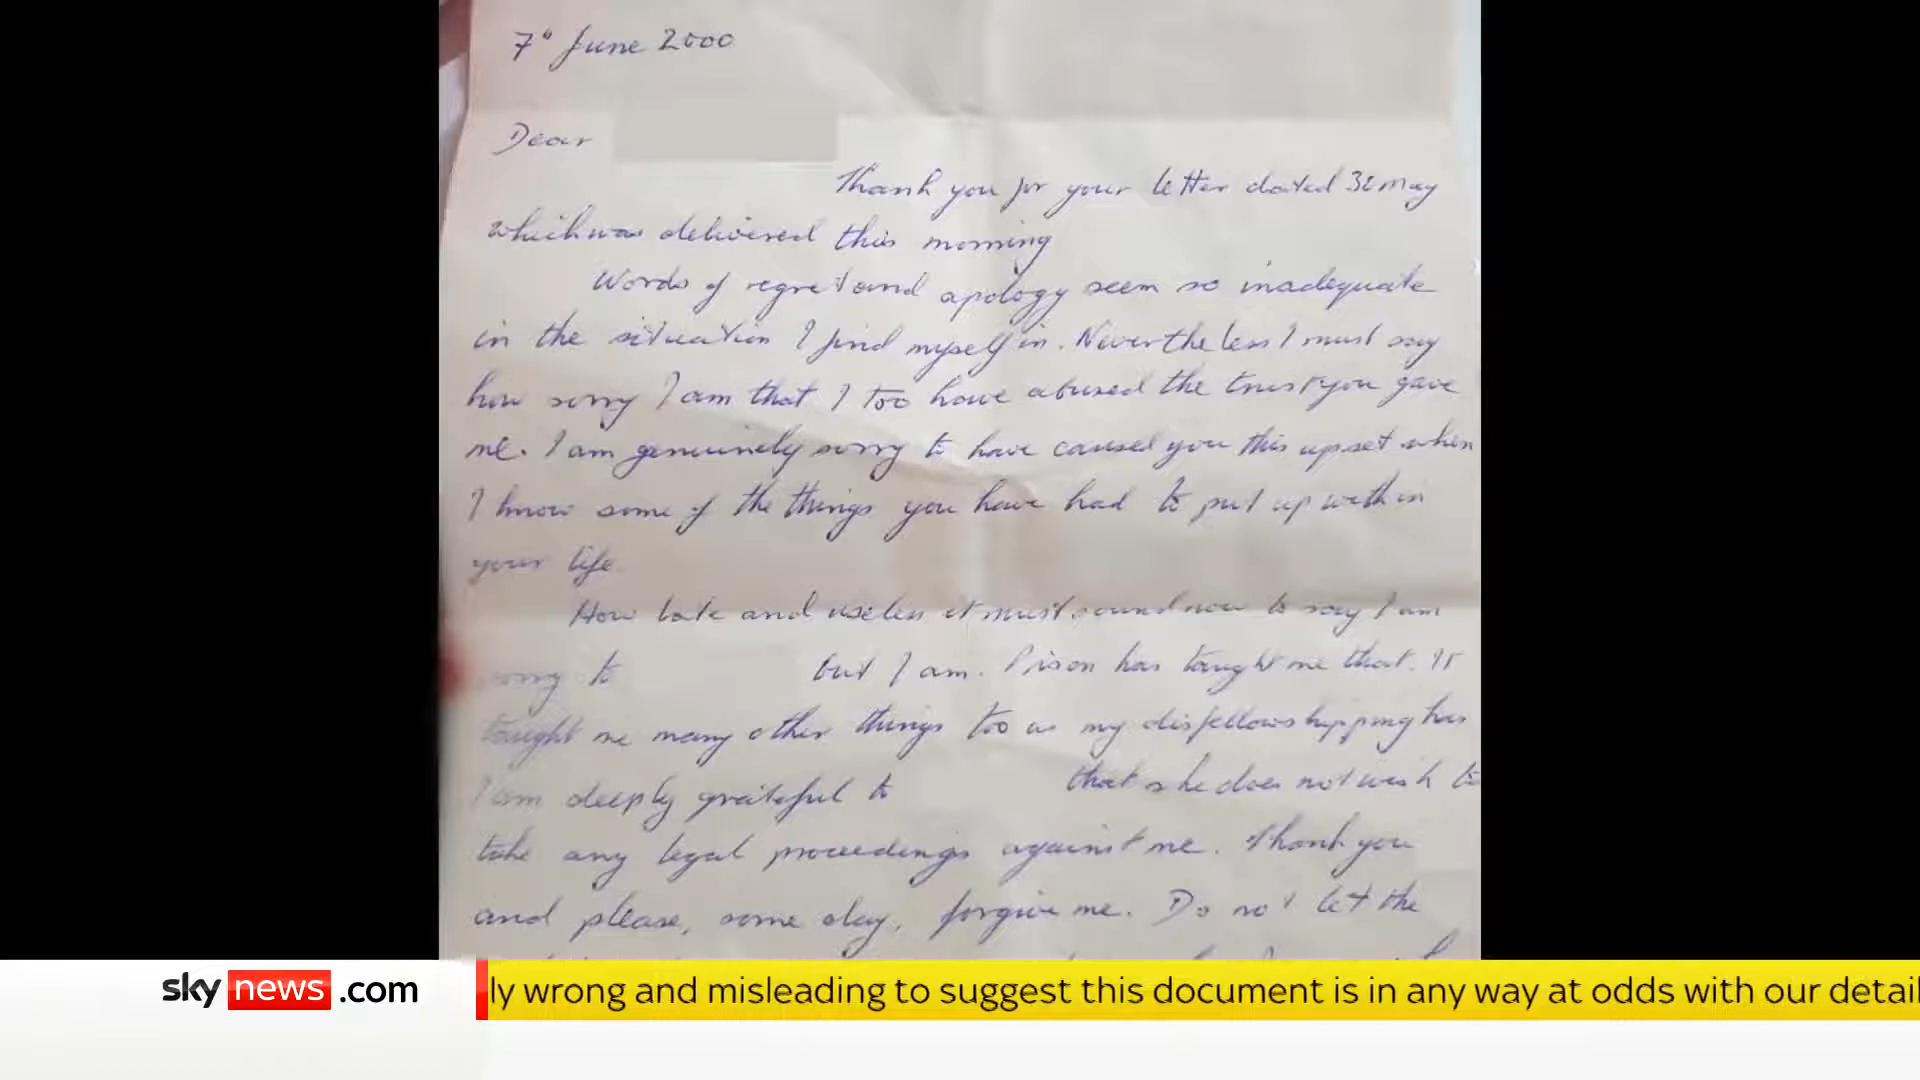 7° June 2000
Dear
Thank you for your letter dated 31 May
which was delivered this morning
Words of regret and apology seem so inadequate
in the situation I find myself in. Nevertheless I must say
how sorry I am that I too have abused the trust you gave
me. I am genuinely sorry to have caused you this upset when
I know some of the things you have had to put up with in
your life.
How late and useless it must sound now to say I am
sorry to but I am. Prison has taught me that. It
taught me many other things too as my disfellowshipping has
I am deeply grateful to that she does not wish to
take any legal proceedings against me. Thank you
and please, some day, forgive me. Do not let the
sky news .com
ly wrong and misleading to suggest this document is in any way at odds with our detail